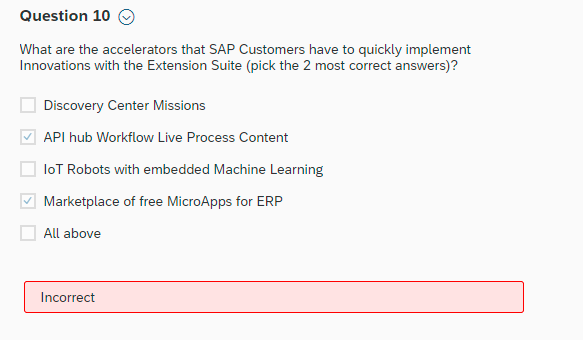 Question 10
What are the accelerators that SAP Customers have to quickly implement
Innovations with the Extension Suite (pick the 2 most correct answers)?
Discovery Center Missions
API hub Workflow Live Process Content
IoT Robots with embedded Machine Learning
Marketplace of free MicroApps for ERP
All above
Incorrect